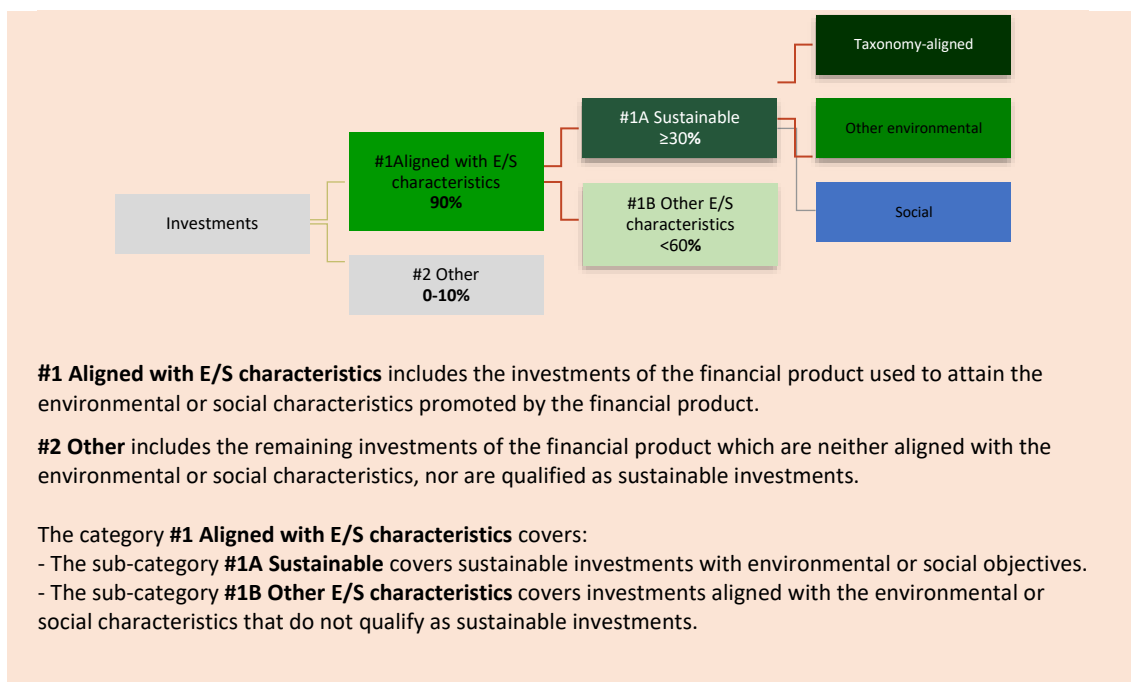 Taxonomy-aligned
#1A Sustainable
≥30%
Other environmental
#1Aligned with E/S
characteristics
90%
#1B Other E/S
characteristics
<60%
Social
Investments
#2 Other
0-10%
#1 Aligned with E/S characteristics includes the investments of the financial product used to attain the
environmental or social characteristics promoted by the financial product.
#2 Other includes the remaining investments of the financial product which are neither aligned with the
environmental or social characteristics, nor are qualified as sustainable investments.
The category #1 Aligned with E/S characteristics covers:
- The sub-category #1A Sustainable covers sustainable investments with environmental or social objectives.
- The sub-category #1B Other E/S characteristics covers investments aligned with the environmental or
social characteristics that do not qualify as sustainable investments.